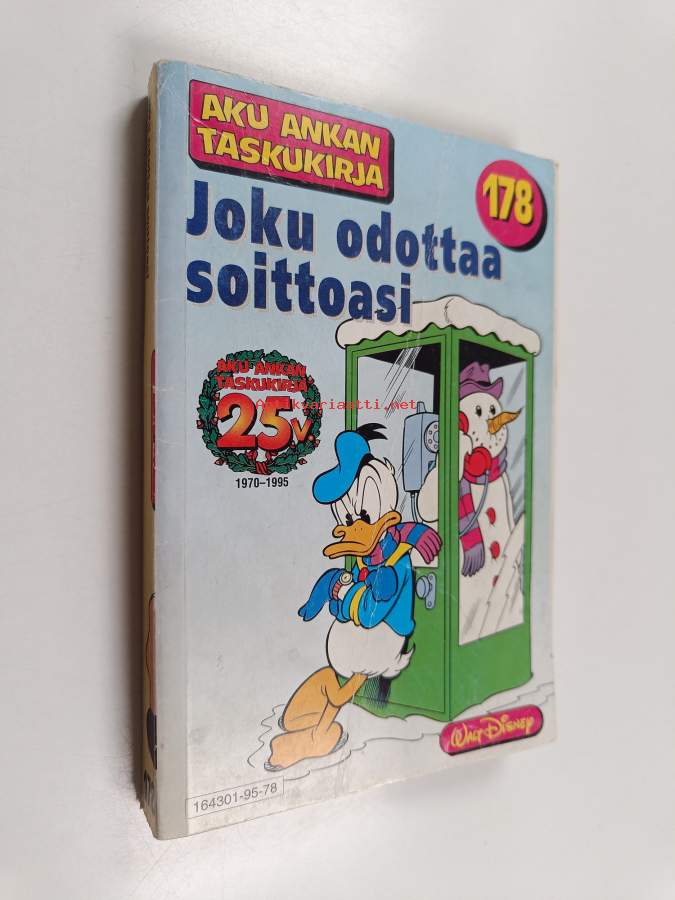 AKU ANKAN
TASKUKIRJA
178
Joku odottaa
soittoasi
AKU ANKAN
TASKUKIRJA
25v.
Antikvariaatti.net
1970–1995
Walt Disney
164301-95-78